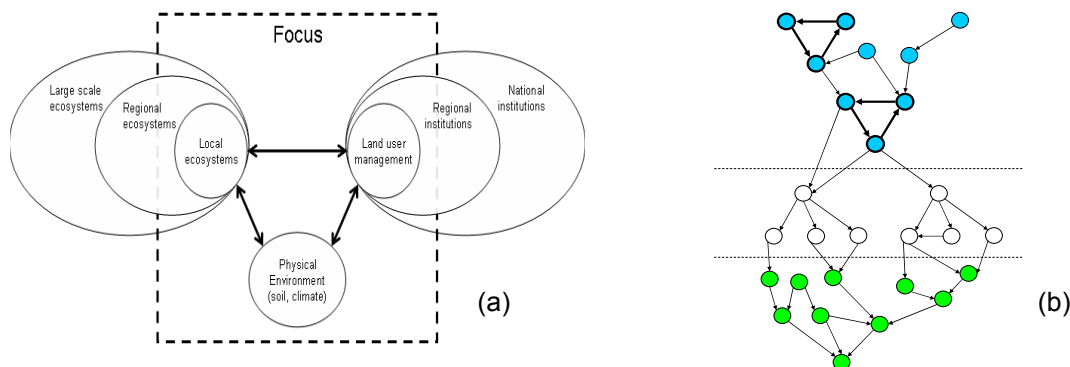 Focus
Large scale
ecosystems
Regional
ecosystems
Local
ecosystems
Land user
management
Regional
institutions
National
institutions
Physical
Environment
(soil, climate)
(a)
(b)